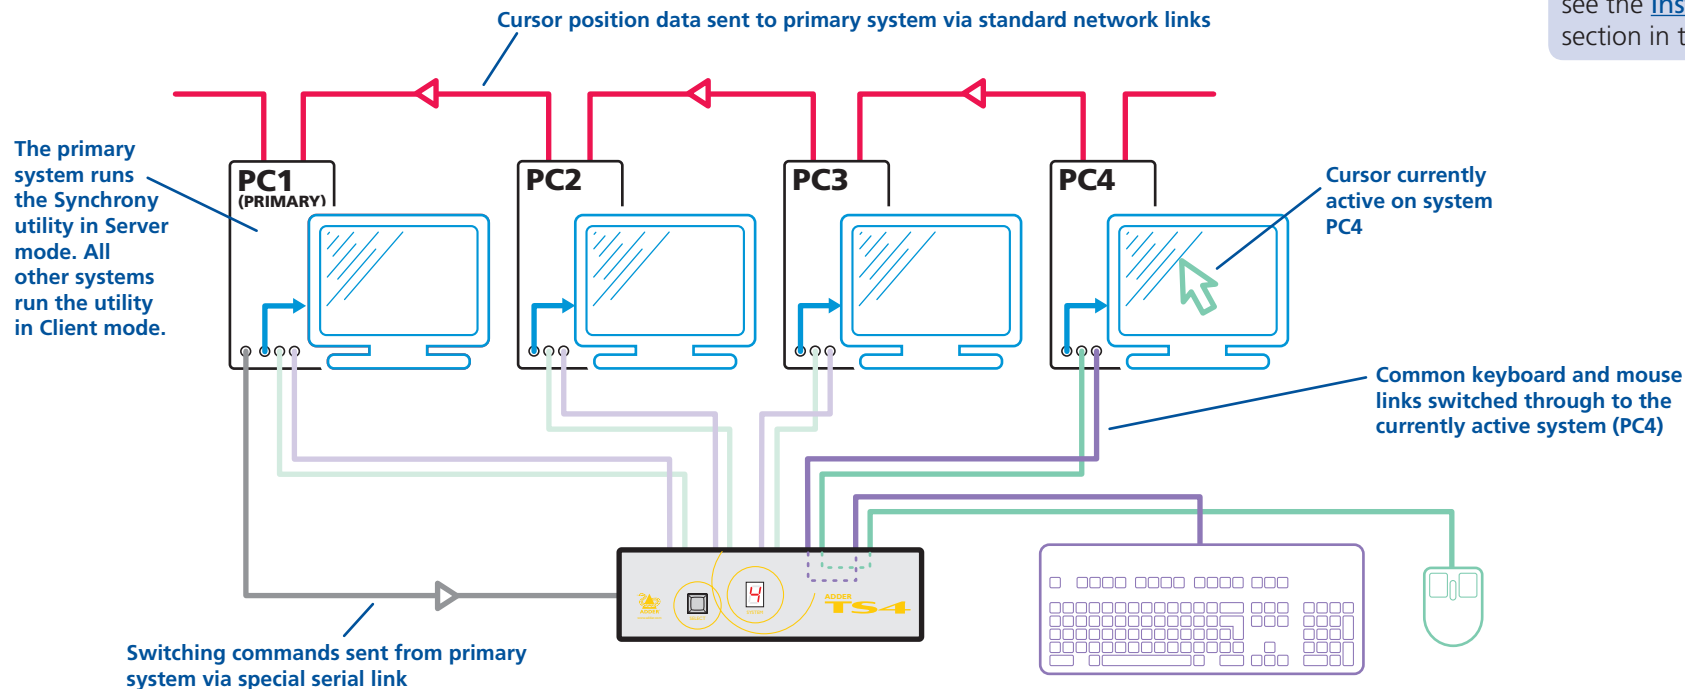 Cursor position data sent to primary system via standard network links
see the Ins
section in t
The primary
system runs
the Synchrony
utility in Server
mode. All
other systems
run the utility
in Client mode.
PC1
(PRIMARY)
PC2
PC3
PC4
Cursor currently
active on system
PC4
Common keyboard and mouse
links switched through to the
currently active system (PC4)
ADDER
SELECT
4
ADDER
TS4
Switching commands sent from primary
system via special serial link